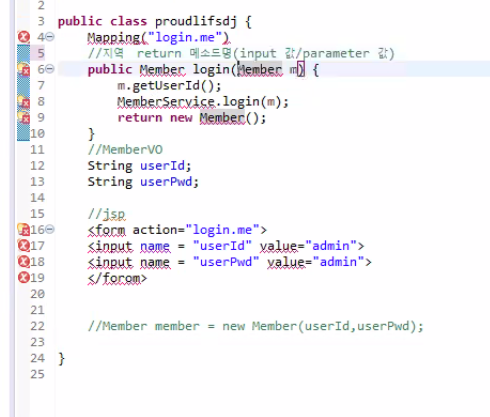 2
3 public class proudlifsdj {
4 Mapping("login.me")
5 //지역 return 메소드명(input 값/parameter 값)
6 public Member login(Member m) {
7 m.getUserId();
8 MemberService.login(m);
9 return new Member();
10 }
11 //MemberVO
12 String userId;
13 String userPwd;
14
15 //jsp
16 <form action="login.me">
17 <input name = "userId" value="admin">
18 <input name = "userPwd" value="admin">
19 </forom>
20
21
22 //Member member = new Member(userId,userPwd);
23
24 }
25